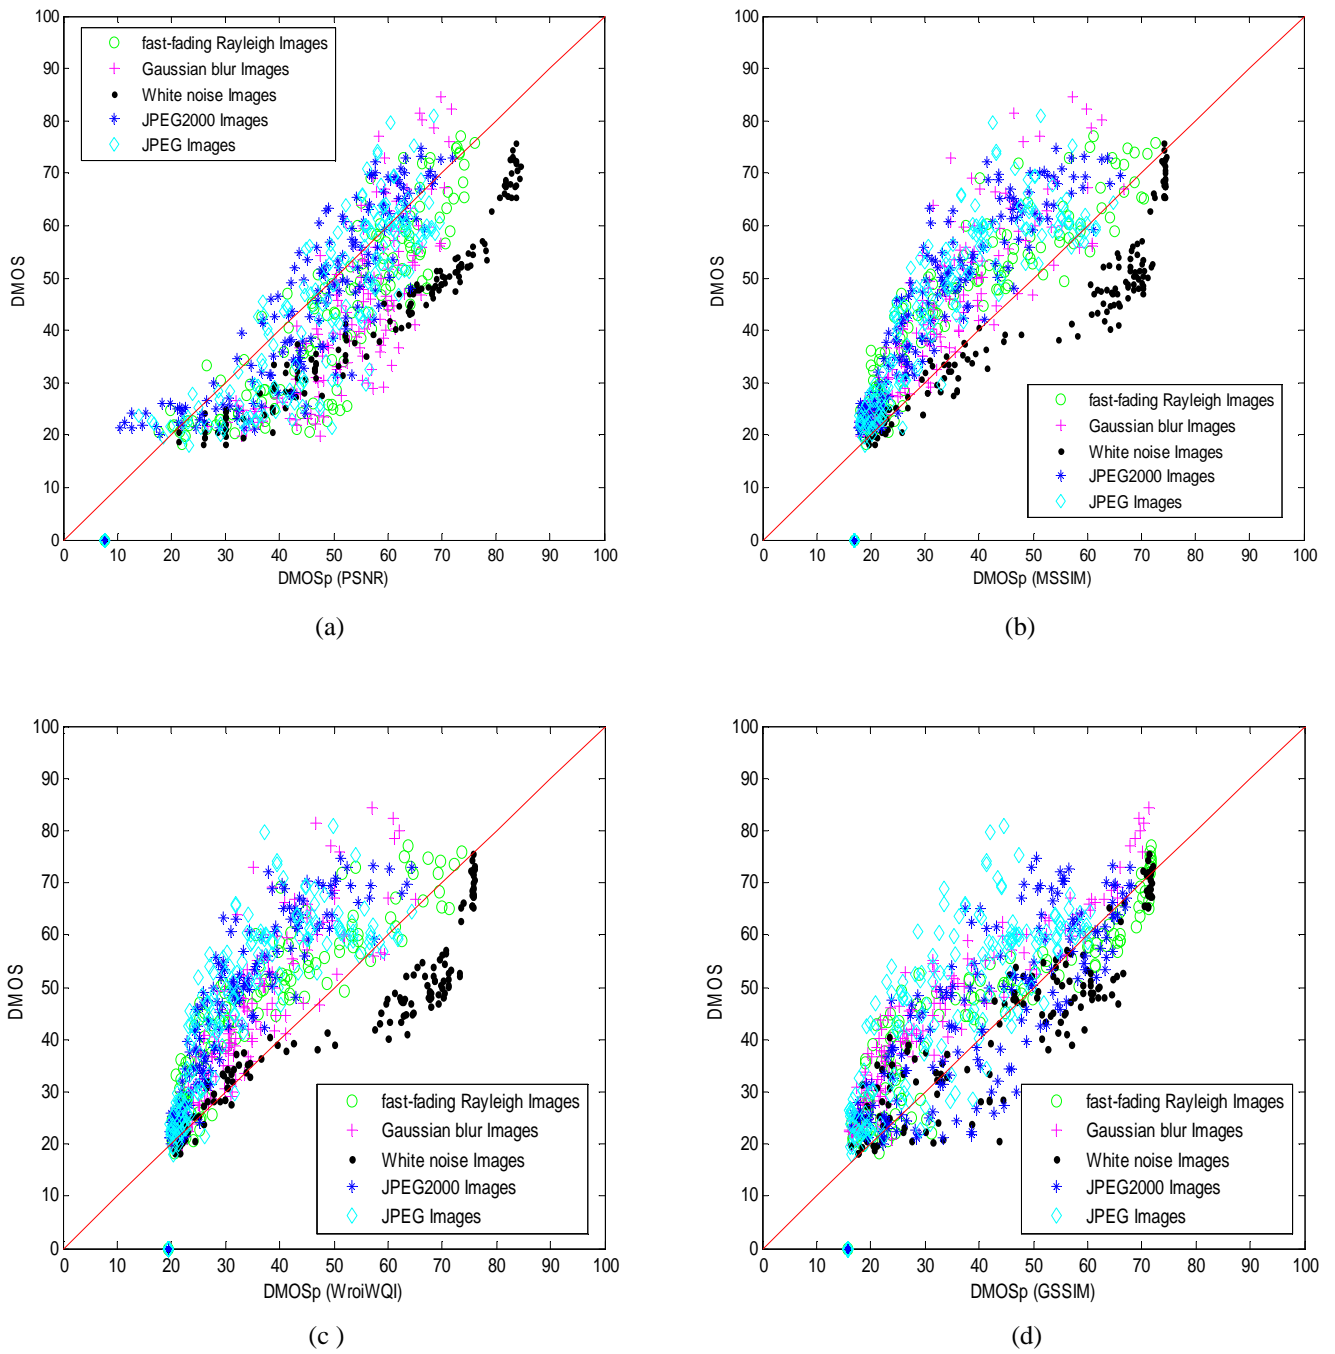 100
90
80
70
60
50
40
30
20
10
0
DMOS
fast-fading Rayleigh Images
Gaussian blur Images
White noise Images
JPEG2000 Images
JPEG Images
0 10 20 30 40 50 60 70 80 90 100
DMOSp (PSNR)
(a)
100
90
80
70
60
50
40
30
20
10
0
DMOS
fast-fading Rayleigh Images
Gaussian blur Images
White noise Images
JPEG2000 Images
JPEG Images
0 10 20 30 40 50 60 70 80 90 100
DMOSp (MSSIM)
(b)
100
90
80
70
60
50
40
30
20
10
0
DMOS
fast-fading Rayleigh Images
Gaussian blur Images
White noise Images
JPEG2000 Images
JPEG Images
0 10 20 30 40 50 60 70 80 90 100
DMOSp (WroiWQI)
(c )
100
90
80
70
60
50
40
30
20
10
0
DMOS
fast-fading Rayleigh Images
Gaussian blur Images
White noise Images
JPEG2000 Images
JPEG Images
0 10 20 30 40 50 60 70 80 90 100
DMOSp (GSSIM)
(d)